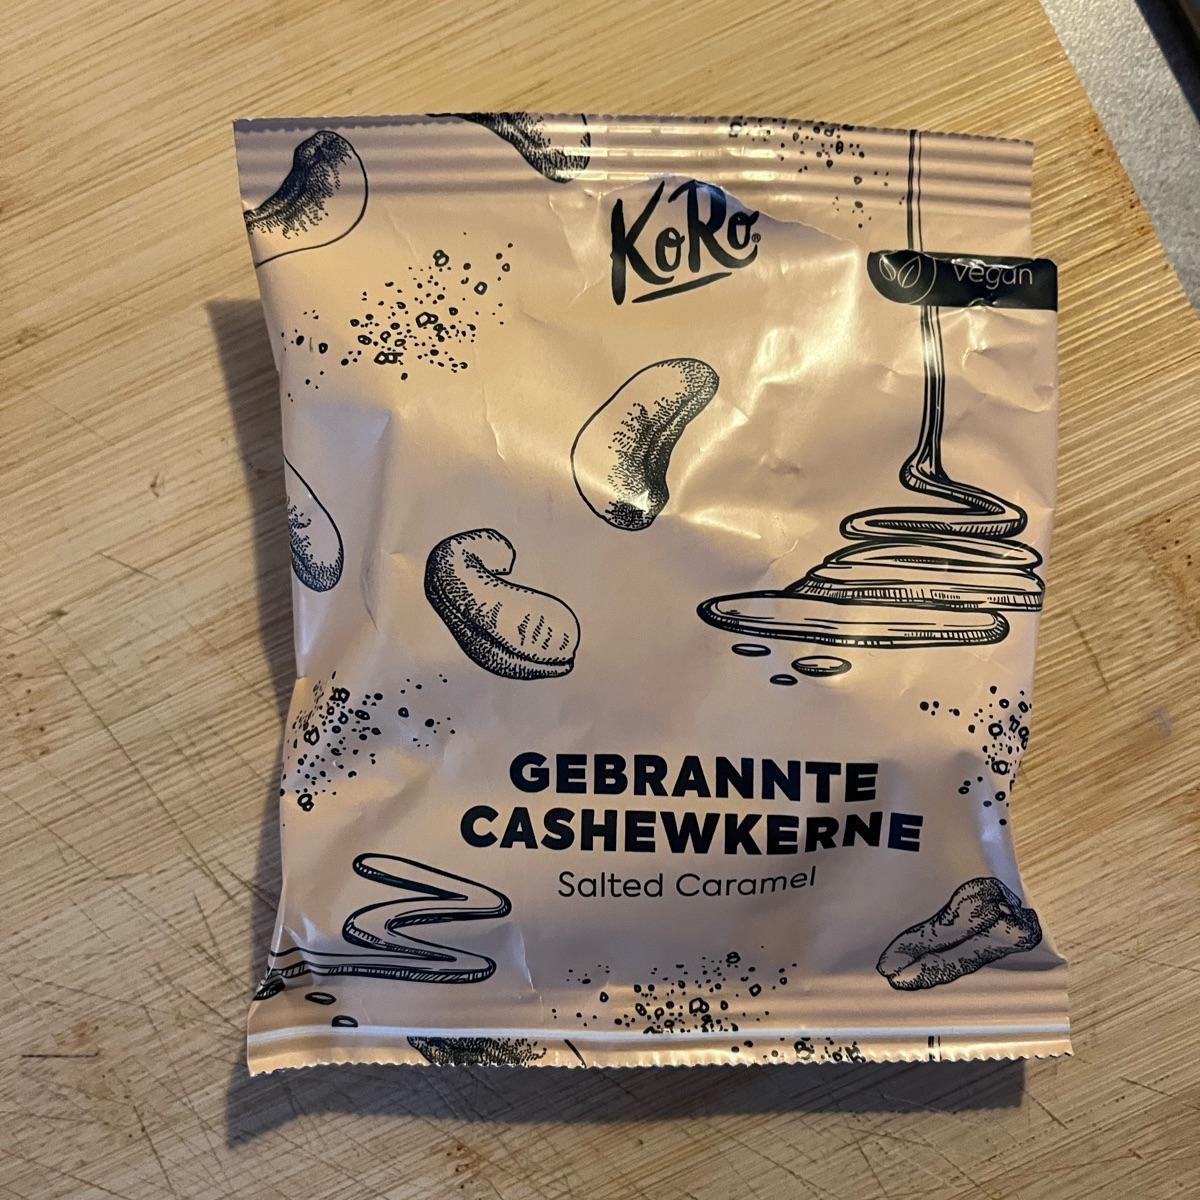 KoRo®
vegan
GEBRANNTE
CASHEWKERNE
Salted Caramel